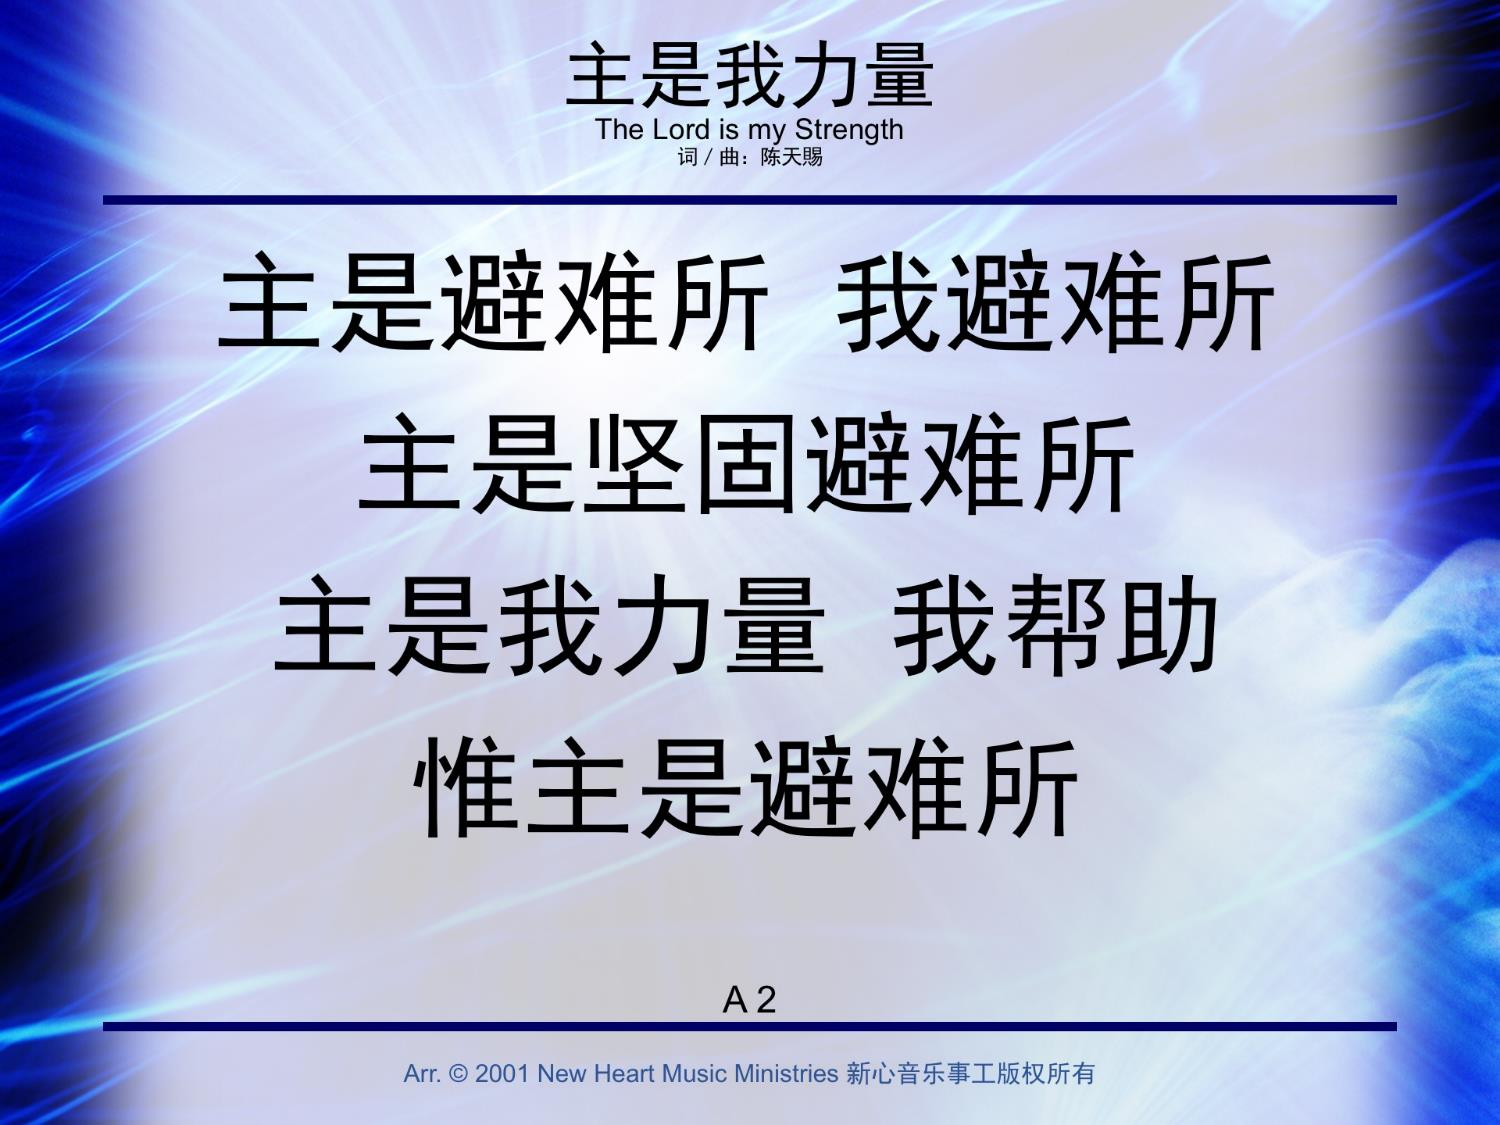 主是我力量
The Lord is my Strength
词 / 曲：陈天賜
主是避难所 我避难所
主是坚固避难所
主是我力量 我帮助
惟主是避难所
A 2
Arr. © 2001 New Heart Music Ministries 新心音乐事工版权所有